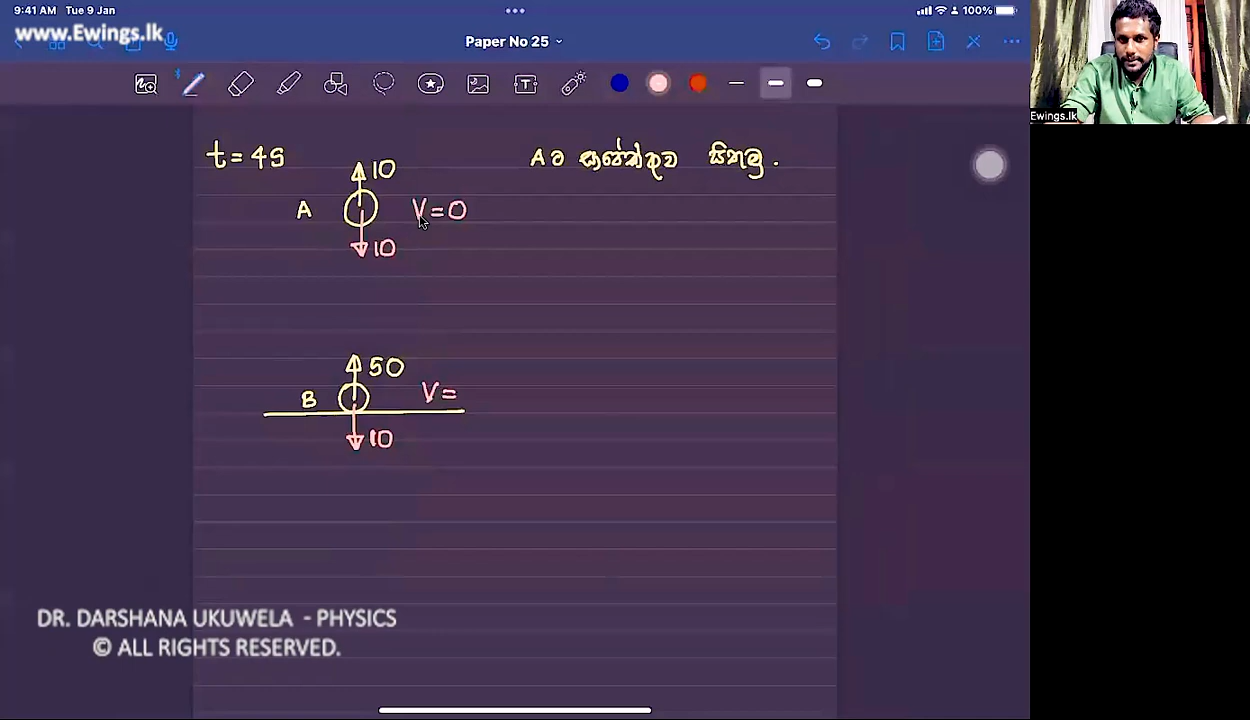 9:41 AM Tue 9 Jan
100%
www.Ewings.lk
Paper No 25
Ewings.lk
t = 4s
A ට සාපේක්ෂව සිතමු .
10
A
V = 0
10
50
B
V =
10
DR. DARSHANA UKUWELA - PHYSICS
© ALL RIGHTS RESERVED.